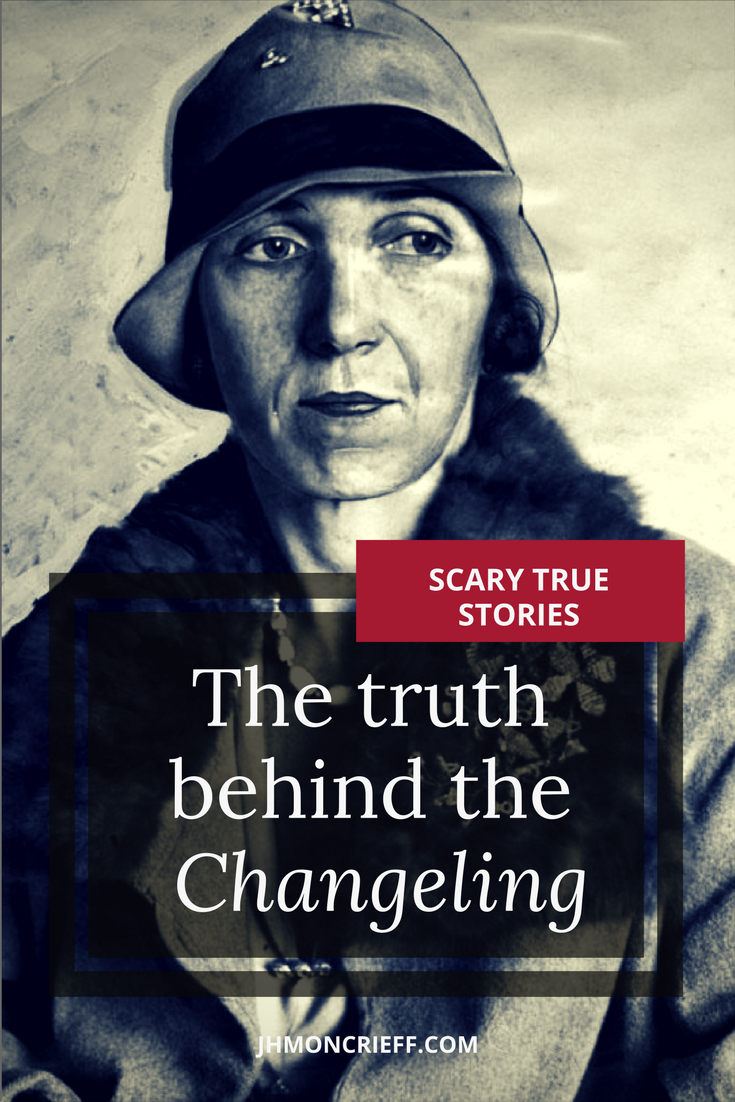 SCARY TRUE
STORIES
The truth
behind the
Changeling
JHMONCRIEFF.COM